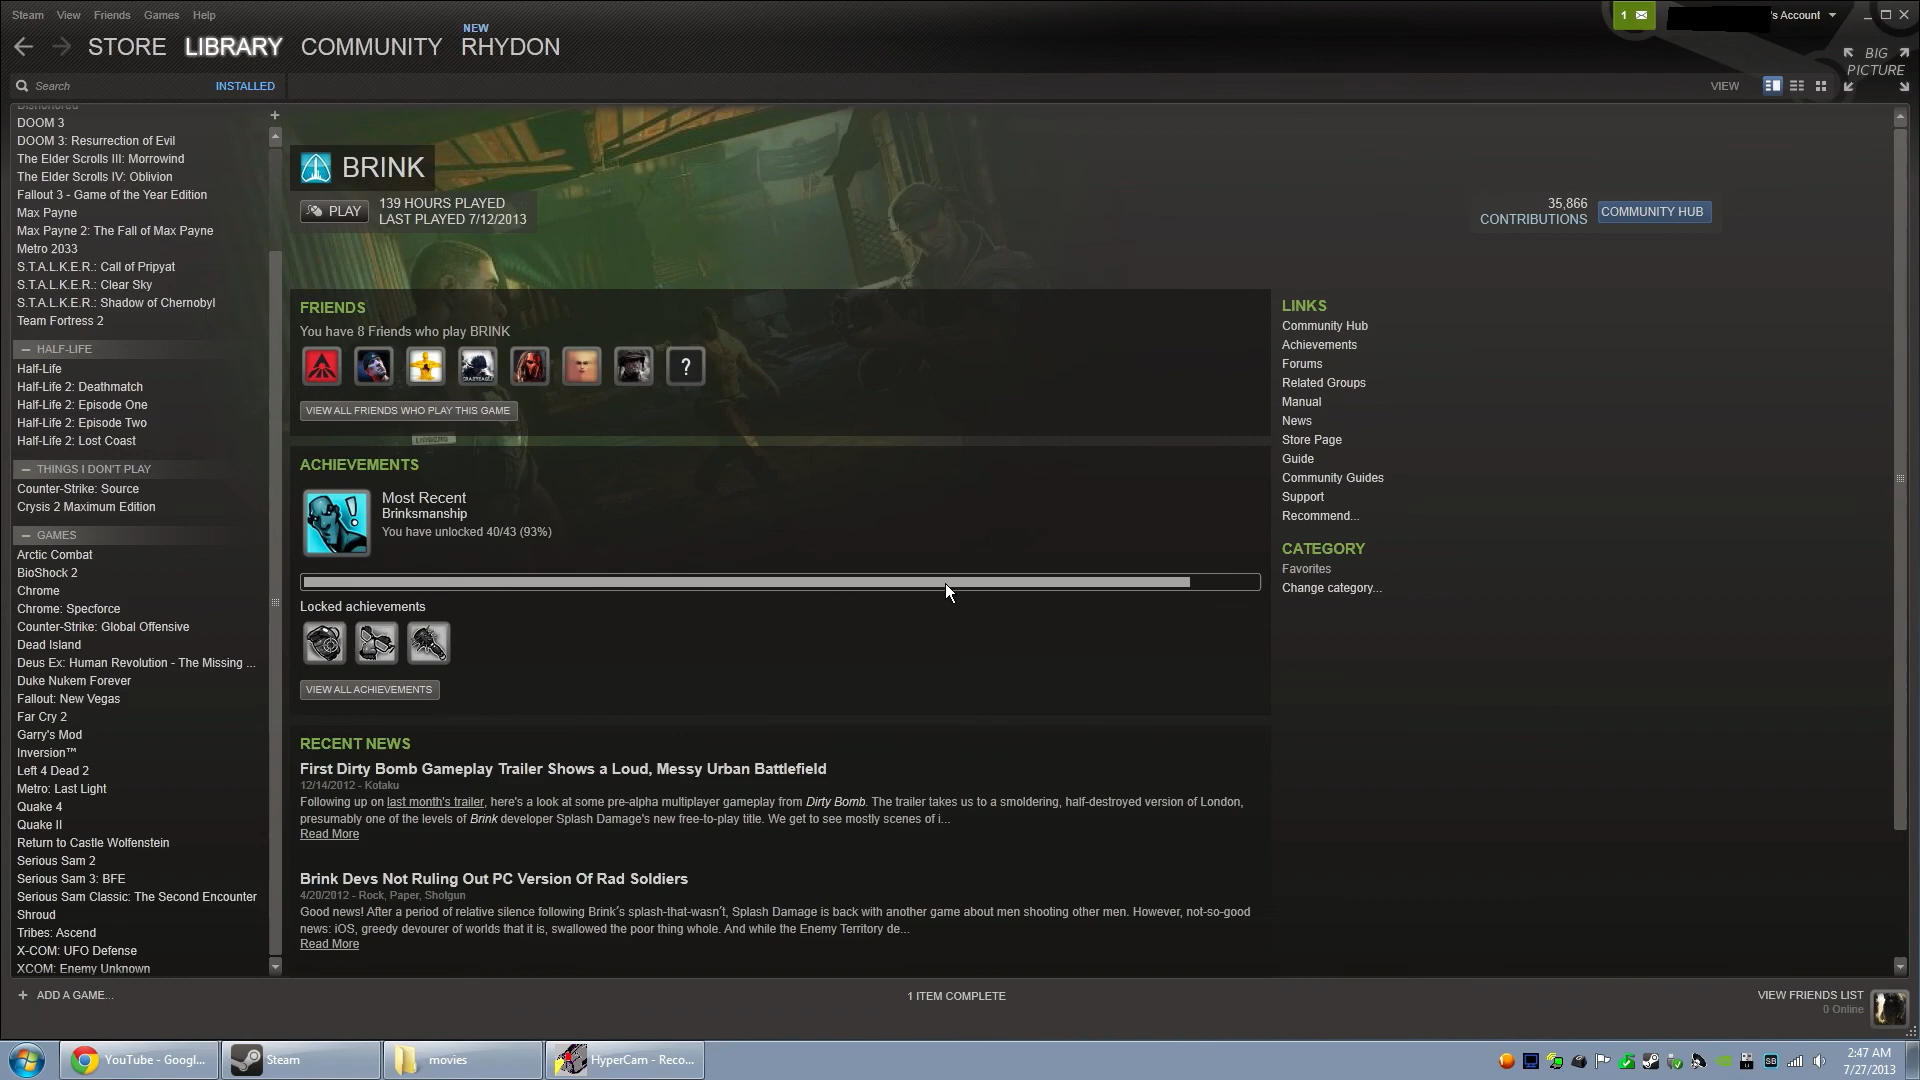 Steam View Friends Games Help
1
's Account
STORE LIBRARY COMMUNITY RHYDON
NEW
BIG PICTURE
Search INSTALLED
VIEW
Dishonored
DOOM 3
DOOM 3: Resurrection of Evil
The Elder Scrolls III: Morrowind
The Elder Scrolls IV: Oblivion
Fallout 3 - Game of the Year Edition
Max Payne
Max Payne 2: The Fall of Max Payne
Metro 2033
S.T.A.L.K.E.R.: Call of Pripyat
S.T.A.L.K.E.R.: Clear Sky
S.T.A.L.K.E.R.: Shadow of Chernobyl
Team Fortress 2
HALF-LIFE
Half-Life
Half-Life 2: Deathmatch
Half-Life 2: Episode One
Half-Life 2: Episode Two
Half-Life 2: Lost Coast
THINGS I DON'T PLAY
Counter-Strike: Source
Crysis 2 Maximum Edition
GAMES
Arctic Combat
BioShock 2
Chrome
Chrome: Specforce
Counter-Strike: Global Offensive
Dead Island
Deus Ex: Human Revolution - The Missing ...
Duke Nukem Forever
Fallout: New Vegas
Far Cry 2
Garry's Mod
Inversion™
Left 4 Dead 2
Metro: Last Light
Quake 4
Quake II
Return to Castle Wolfenstein
Serious Sam 2
Serious Sam 3: BFE
Serious Sam Classic: The Second Encounter
Shroud
Tribes: Ascend
X-COM: UFO Defense
XCOM: Enemy Unknown
+ ADD A GAME...
BRINK
PLAY
139 HOURS PLAYED
LAST PLAYED 7/12/2013
35,866
CONTRIBUTIONS
COMMUNITY HUB
FRIENDS
You have 8 Friends who play BRINK
?
VIEW ALL FRIENDS WHO PLAY THIS GAME
ACHIEVEMENTS
Most Recent
Brinksmanship
You have unlocked 40/43 (93%)
Locked achievements
VIEW ALL ACHIEVEMENTS
RECENT NEWS
First Dirty Bomb Gameplay Trailer Shows a Loud, Messy Urban Battlefield
12/14/2012 - Kotaku
Following up on last month's trailer, here's a look at some pre-alpha multiplayer gameplay from Dirty Bomb. The trailer takes us to a smoldering, half-destroyed version of London,
presumably one of the levels of Brink developer Splash Damage's new free-to-play title. We get to see mostly scenes of i...
Read More
Brink Devs Not Ruling Out PC Version Of Rad Soldiers
4/20/2012 - Rock, Paper, Shotgun
Good news! After a period of relative silence following Brink's splash-that-wasn't, Splash Damage is back with another game about men shooting other men. However, not-so-good
news: iOS, greedy devourer of worlds that it is, swallowed the poor thing whole. And while the Enemy Territory de...
Read More
LINKS
Community Hub
Achievements
Forums
Related Groups
Manual
News
Store Page
Guide
Community Guides
Support
Recommend...
CATEGORY
Favorites
Change category...
1 ITEM COMPLETE
VIEW FRIENDS LIST
0 Online
YouTube - Googl...
Steam
movies
HyperCam - Reco...
2:47 AM
7/27/2013